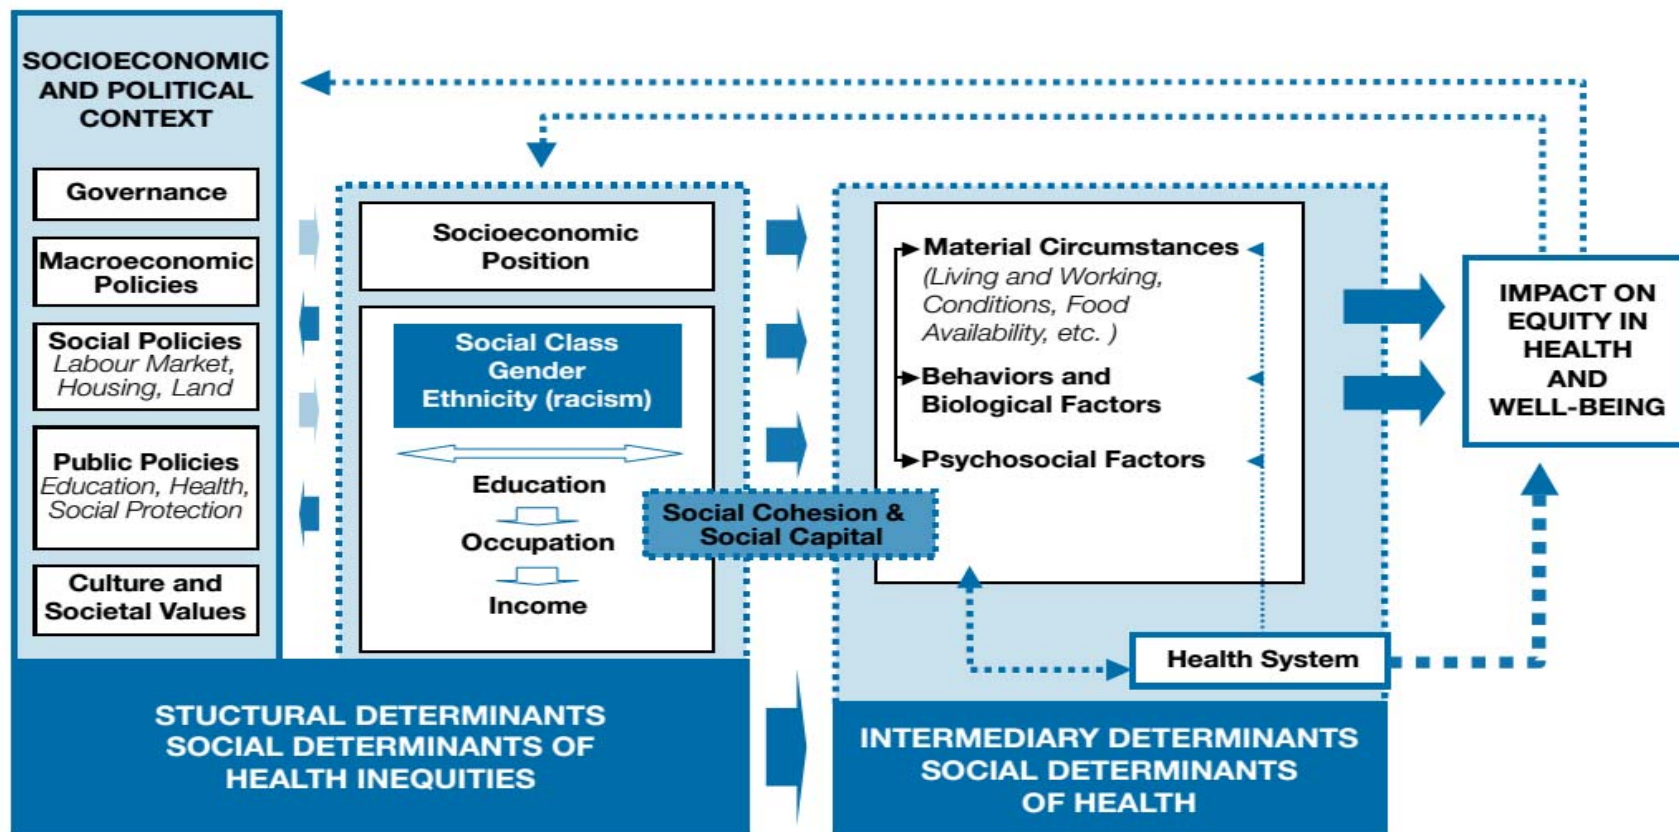 SOCIOECONOMIC
AND POLITICAL
CONTEXT
Governance
Macroeconomic
Policies
Social Policies
Labour Market,
Housing, Land
Public Policies
Education, Health,
Social Protection
Culture and
Societal Values
Socioeconomic
Position
Social Class
Gender
Ethnicity (racism)
Education
Occupation
Income
Social Cohesion &
Social Capital
Material Circumstances
(Living and Working,
Conditions, Food
Availability, etc. )
Behaviors and
Biological Factors
Psychosocial Factors
Health System
IMPACT ON
EQUITY IN
HEALTH
AND
WELL-BEING
STUCTURAL DETERMINANTS
SOCIAL DETERMINANTS OF
HEALTH INEQUITIES
INTERMEDIARY DETERMINANTS
SOCIAL DETERMINANTS
OF HEALTH